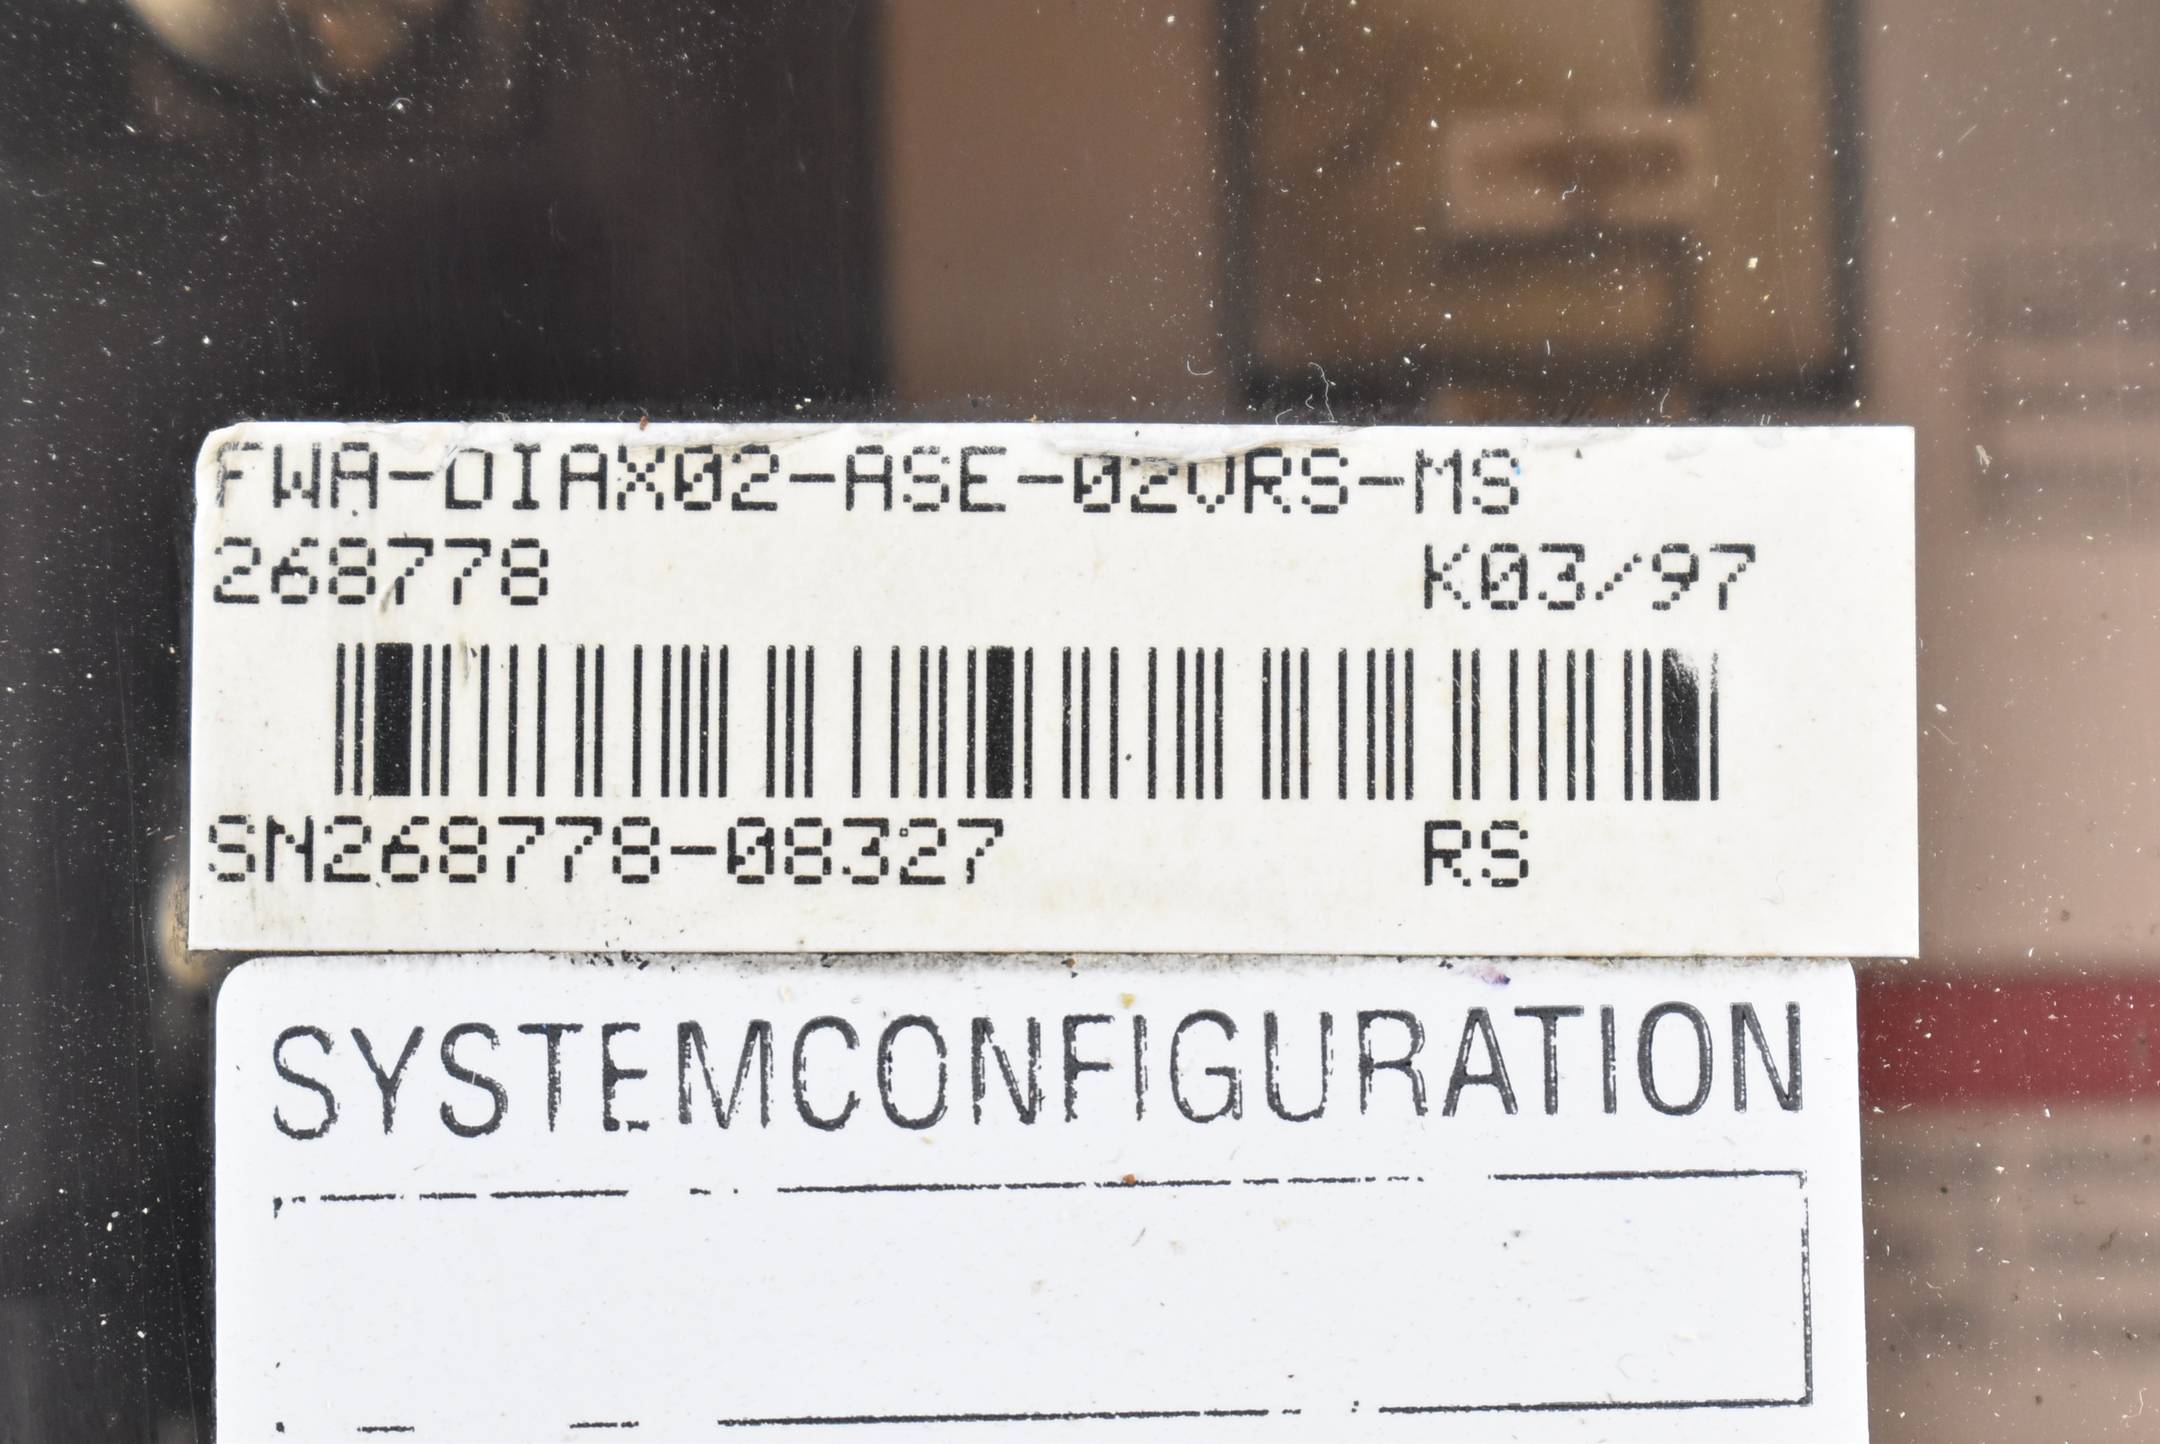 FWA-DIAX02-ASE-02VRS-MS
268778 K03/97
SN268778-08327 RS
SYSTEMCONFIGURATION